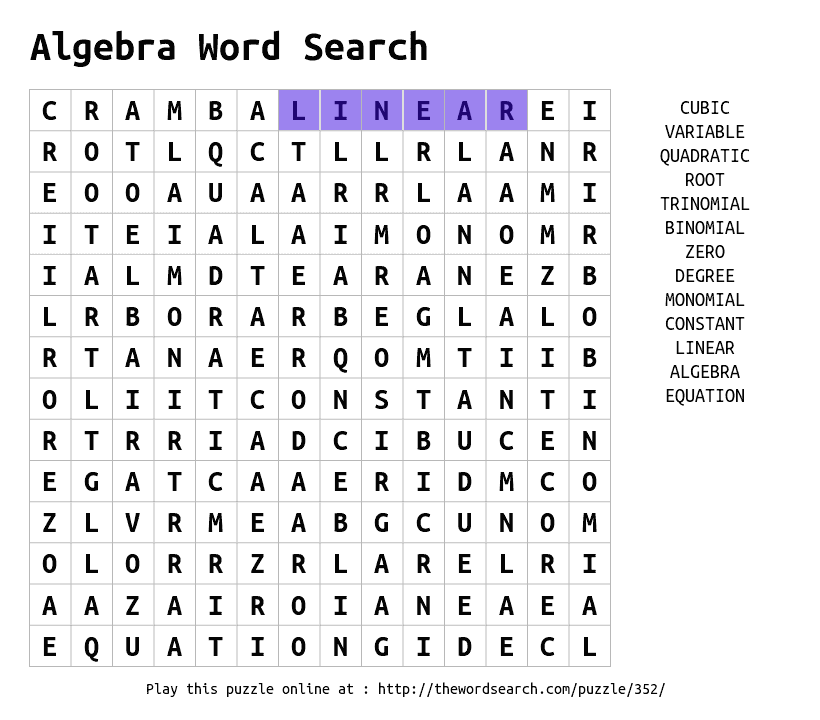 Algebra Word Search
C R A M B A L I N E A R E I
R O T L Q C T L L R L A N R
E O O A U A A R R L A A M I
I T E I A L A I M O N O M R
I A L M D T E A R A N E Z B
L R B O R A R B E G L A L O
R T A N A E R Q O M T I I B
O L I I T C O N S T A N T I
R T R R I A D C I B U C E N
E G A T C A A E R I D M C O
Z L V R M E A B G C U N O M
O L O R R Z R L A R E L R I
A A Z A I R O I A N E A E A
E Q U A T I O N G I D E C L
CUBIC
VARIABLE
QUADRATIC
ROOT
TRINOMIAL
BINOMIAL
ZERO
DEGREE
MONOMIAL
CONSTANT
LINEAR
ALGEBRA
EQUATION
Play this puzzle online at : http://thewordsearch.com/puzzle/352/